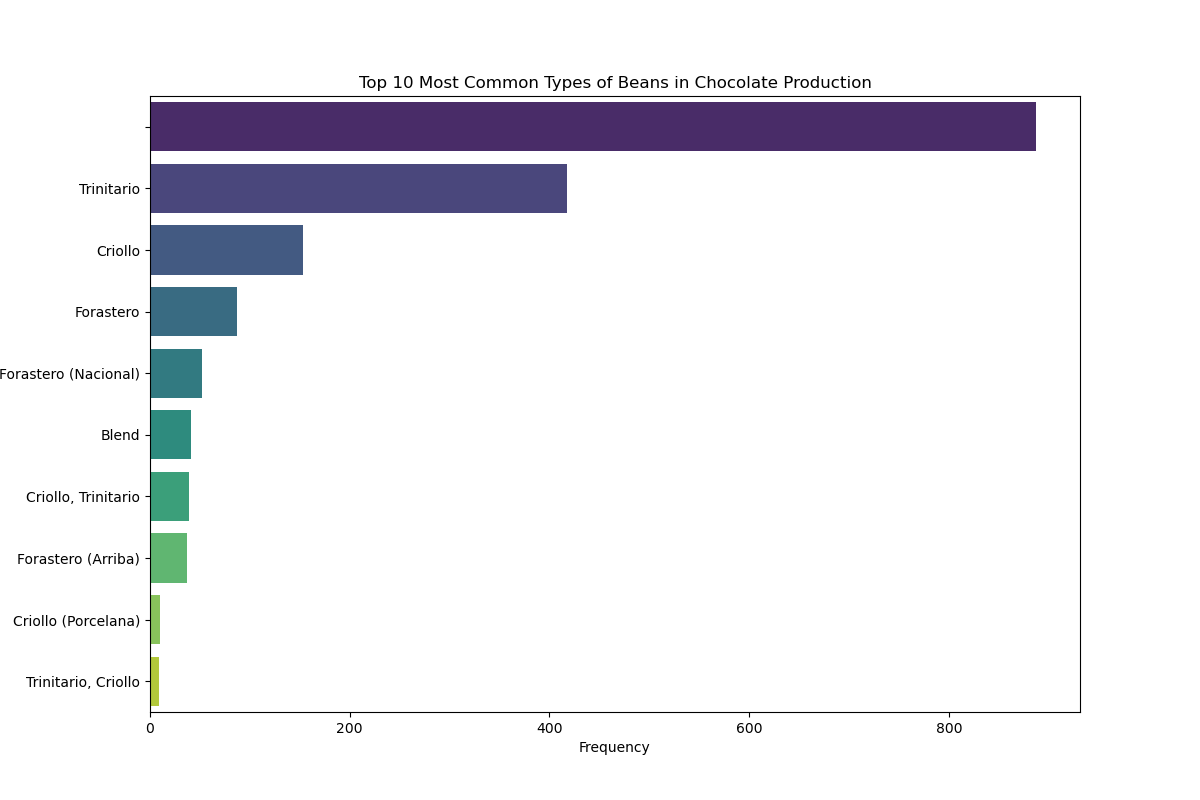 Top 10 Most Common Types of Beans in Chocolate Production
Trinitario
Criollo
Forastero
Forastero (Nacional)
Blend
Criollo, Trinitario
Forastero (Arriba)
Criollo (Porcelana)
Trinitario, Criollo
0 200 400 600 800
Frequency